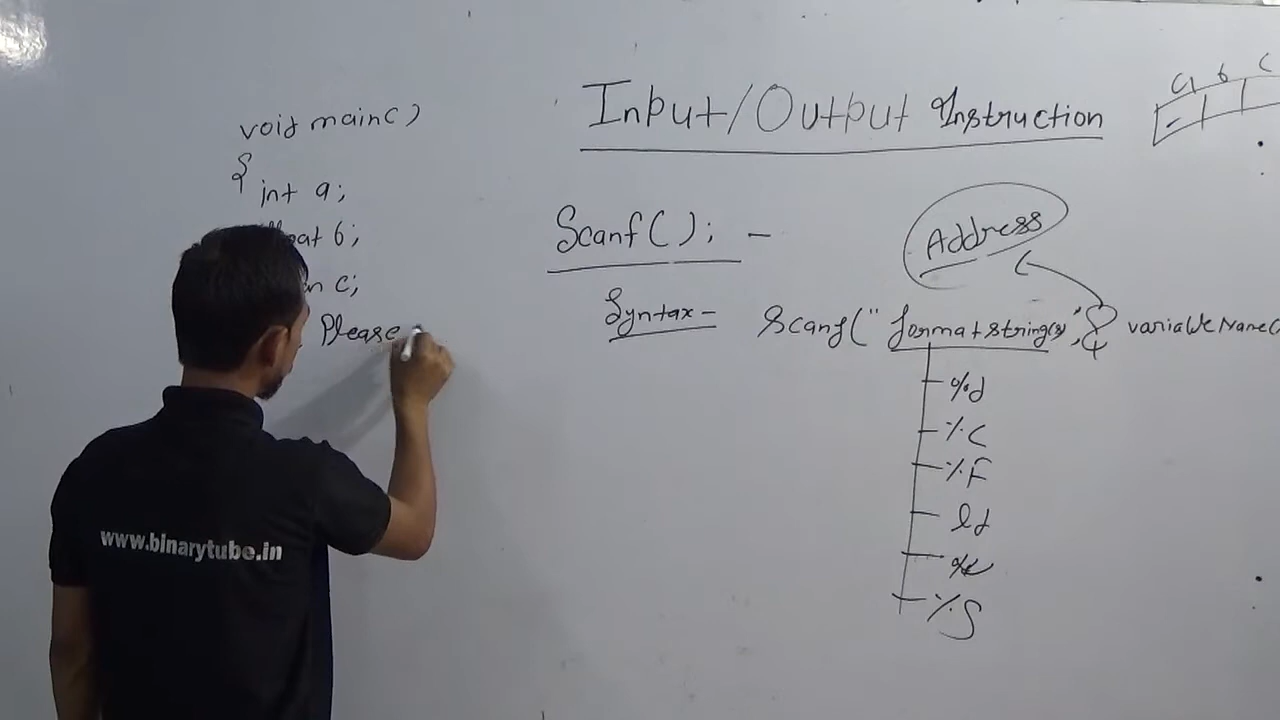 void main()
{
int a;
float b;
c;
Please
Input/Output Instruction
Scanf(); -
Address
Syntax - Scanf("formatstring(s)", & variableName(
%d
%c
%F
ld
%S
a b c
www.binarytube.in